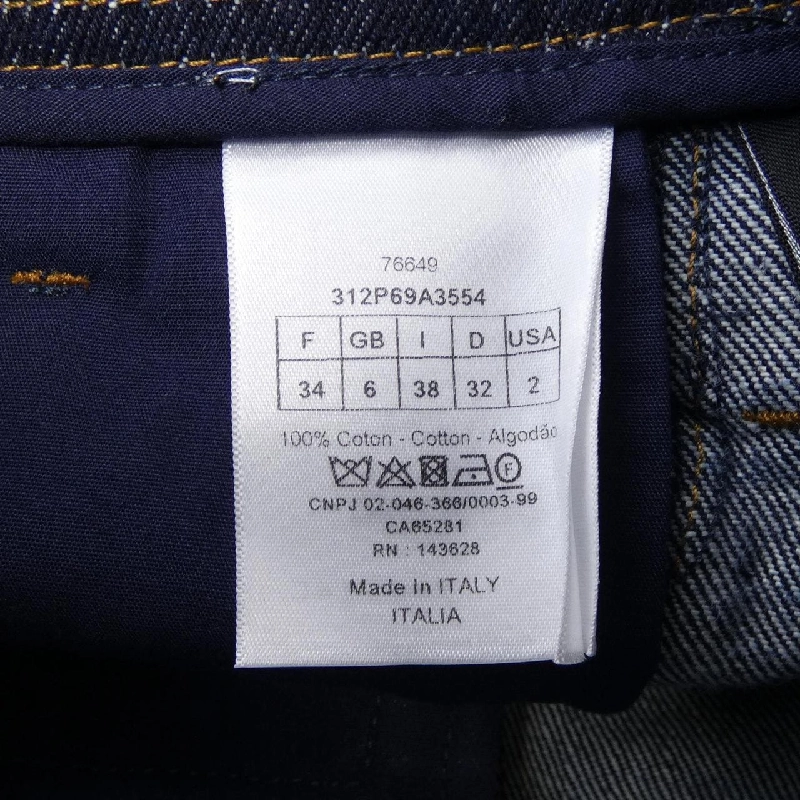 76649
312P69A3554
F GB I D USA
34 6 38 32 2
100% Coton - Cotton - Algodão
F
CNPJ 02-046-366/0003-99
CA65281
RN : 143628
Made in ITALY
ITALIA